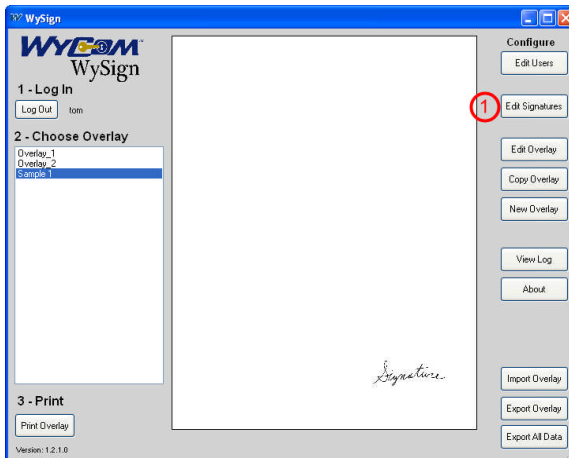 WySign
WYCOM
WySign
1 - Log In
Log Out tom
2 - Choose Overlay
Overlay_1
Overlay_2
Sample 1
3 - Print
Print Overlay
Version: 1.2.1.0
Signature
Configure
Edit Users
1 Edit Signatures
Edit Overlay
Copy Overlay
New Overlay
View Log
About
Import Overlay
Export Overlay
Export All Data